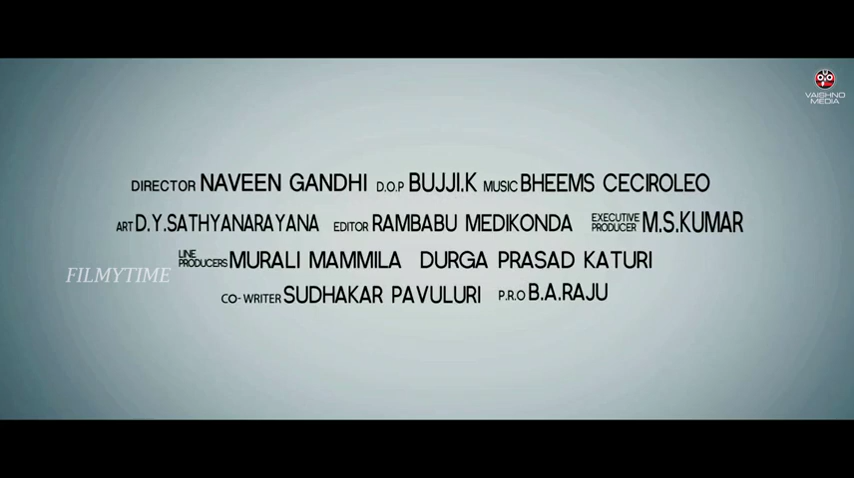 VAISHNO
MEDIA
DIRECTOR NAVEEN GANDHI D.O.P BUJJI.K MUSIC BHEEMS CECIROLEO
ART D.Y.SATHYANARAYANA EDITOR RAMBABU MEDIKONDA EXECUTIVE PRODUCER M.S.KUMAR
LINE PRODUCERS MURALI MAMMILA DURGA PRASAD KATURI
FILMYTIME
CO-WRITER SUDHAKAR PAVULURI P.R.O B.A.RAJU